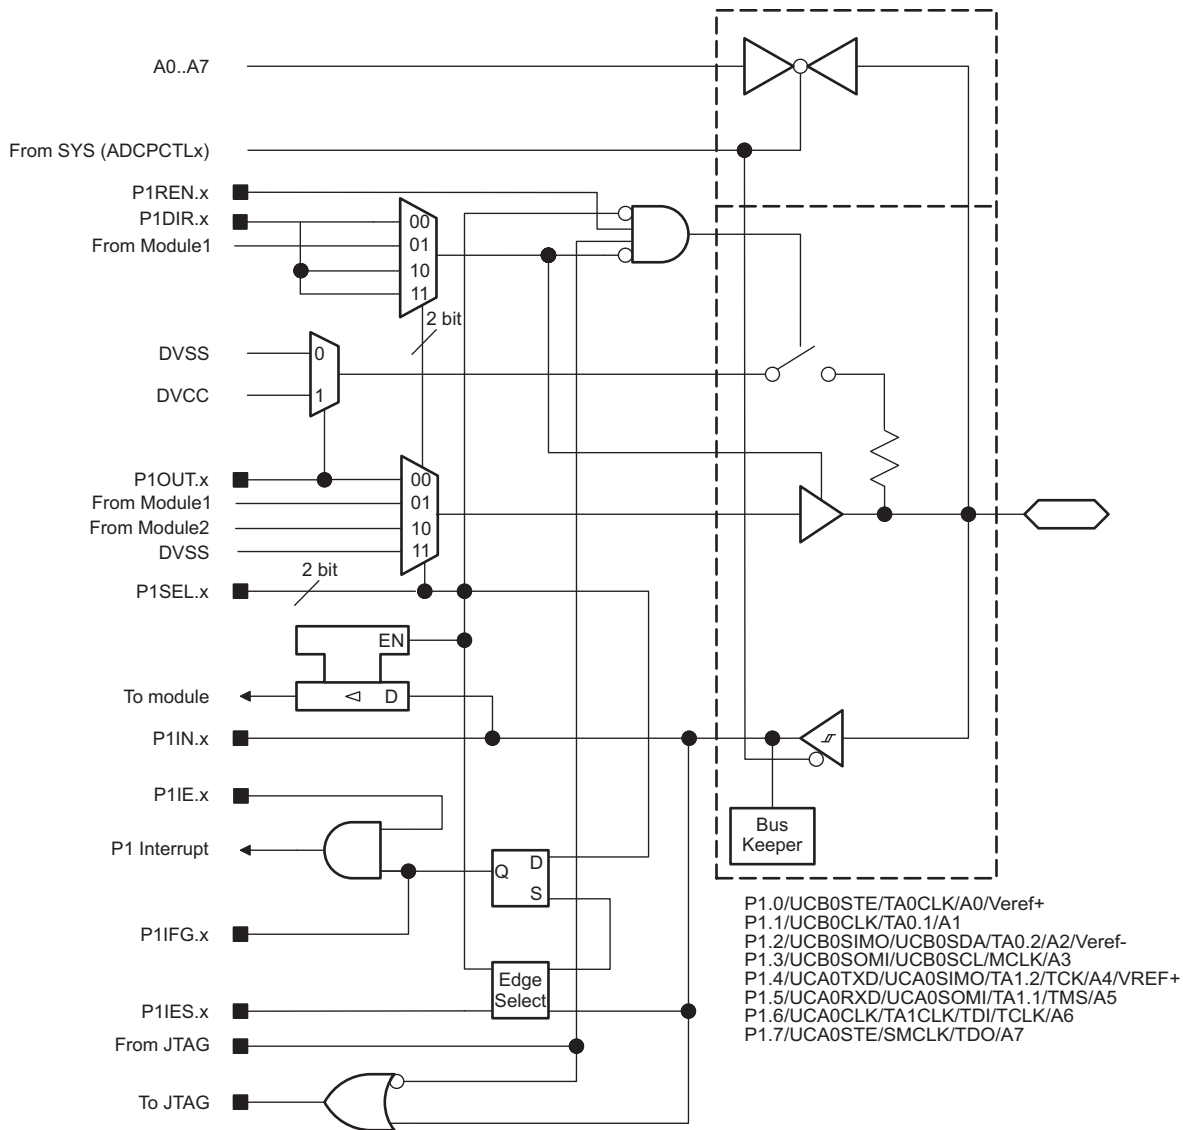 A0..A7
From SYS (ADCPCTLx)
P1REN.x
P1DIR.x
From Module1
00
01
10
11
2 bit
DVSS
0
DVCC
1
P1OUT.x
From Module1
From Module2
DVSS
00
01
10
11
2 bit
P1SEL.x
EN
To module
D
P1IN.x
P1IE.x
P1 Interrupt
Q
D
S
Bus
Keeper
P1IFG.x
Edge
Select
P1IES.x
From JTAG
To JTAG
P1.0/UCB0STE/TA0CLK/A0/Veref+
P1.1/UCB0CLK/TA0.1/A1
P1.2/UCB0SIMO/UCB0SDA/TA0.2/A2/Veref-
P1.3/UCB0SOMI/UCB0SCL/MCLK/A3
P1.4/UCA0TXD/UCA0SIMO/TA1.2/TCK/A4/VREF+
P1.5/UCA0RXD/UCA0SOMI/TA1.1/TMS/A5
P1.6/UCA0CLK/TA1CLK/TDI/TCLK/A6
P1.7/UCA0STE/SMCLK/TDO/A7